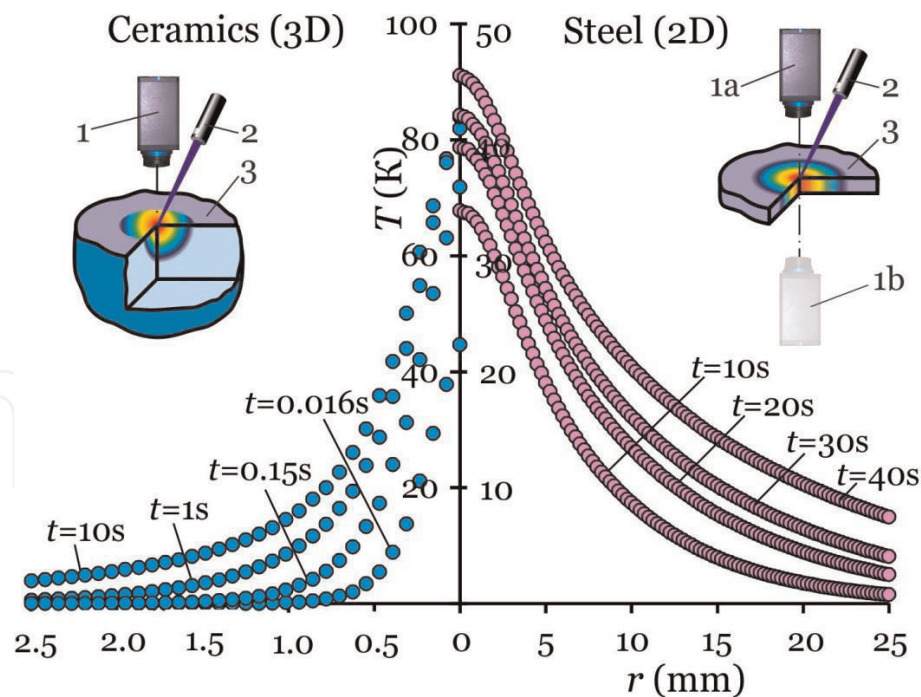 Ceramics (3D)
Steel (2D)
1
2
3
1a
2
3
1b
T (K)
100
80
60
40
20
0
50
40
30
20
10
t=0.016s
t=0.15s
t=1s
t=10s
t=10s
t=20s
t=30s
t=40s
2.5
2.0
1.5
1.0
0.5
0
5
10
15
20
25
r (mm)